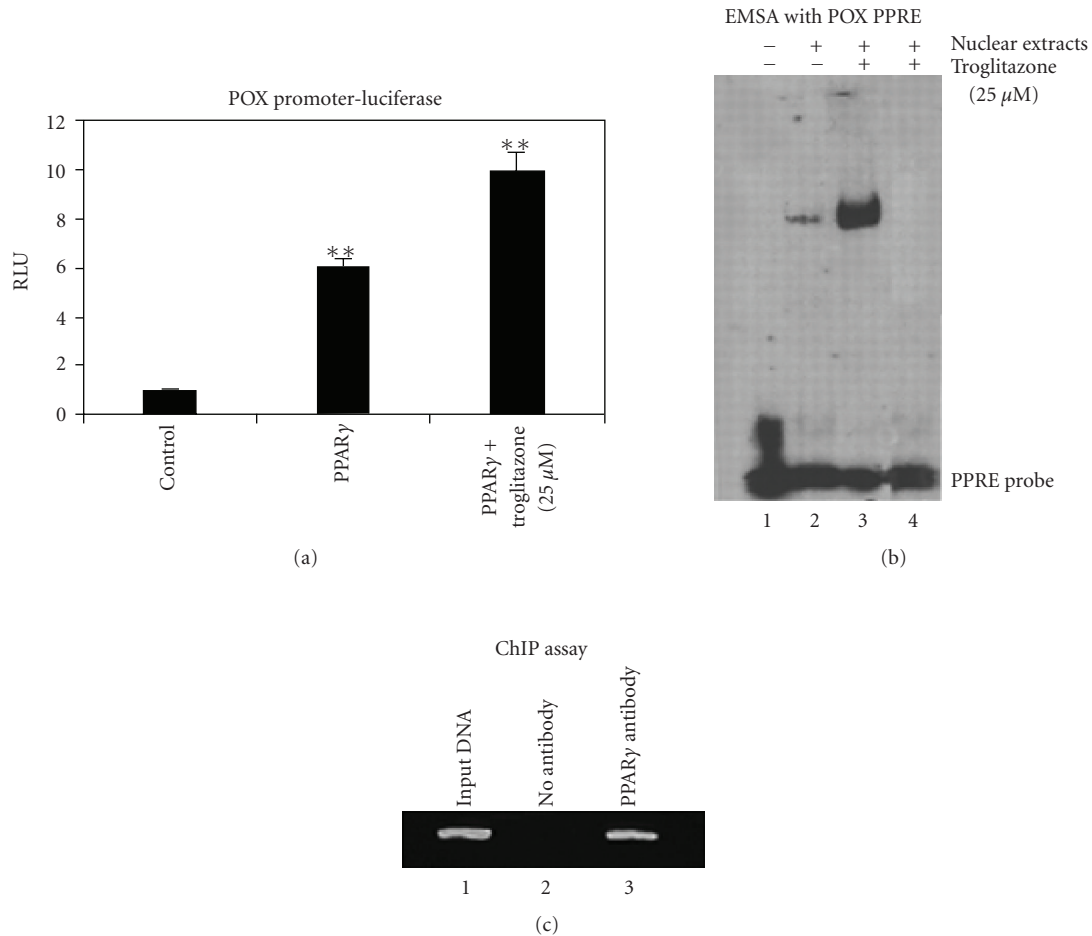 POX promoter-luciferase
12
10
8
6
4
2
0
RLU
**
**
Control
PPARγ
PPARγ +
troglitazone
(25 μM)
(a)
EMSA with POX PPRE
− + + + Nuclear extracts
− − + + Troglitazone
(25 μM)
PPRE probe
1 2 3 4
(b)
ChIP assay
Input DNA
No antibody
PPARγ antibody
1 2 3
(c)